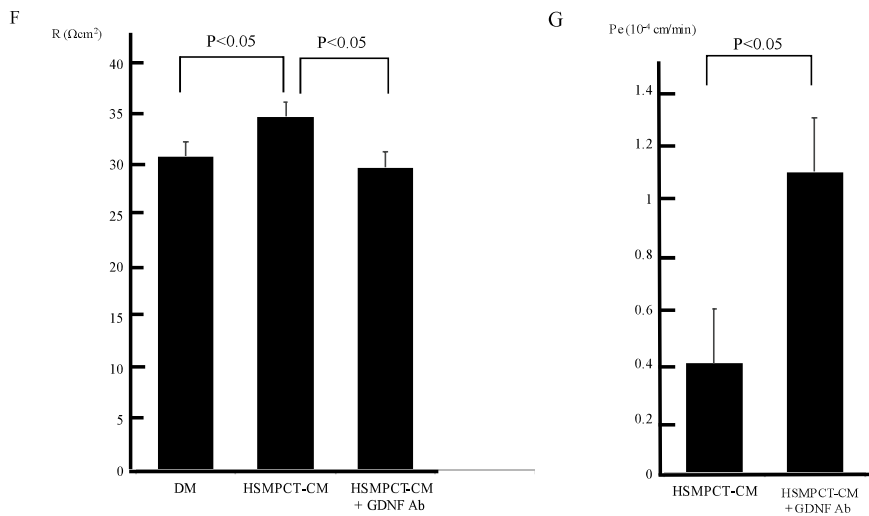 F
R (Ωcm²)
P<0.05
P<0.05
40
35
30
25
20
15
10
5
0
DM
HSMPCT-CM
HSMPCT-CM
+ GDNF Ab
G
Pe (10⁻⁴ cm/min)
P<0.05
1.4
1.2
1
0.8
0.6
0.4
0.2
0
HSMPCT-CM
HSMPCT-CM
+ GDNF Ab